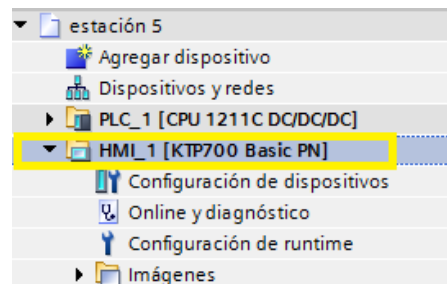 estación 5
Agregar dispositivo
Dispositivos y redes
PLC_1 [CPU 1211C DC/DC/DC]
HMI_1 [KTP700 Basic PN]
Configuración de dispositivos
Online y diagnóstico
Configuración de runtime
Imágenes